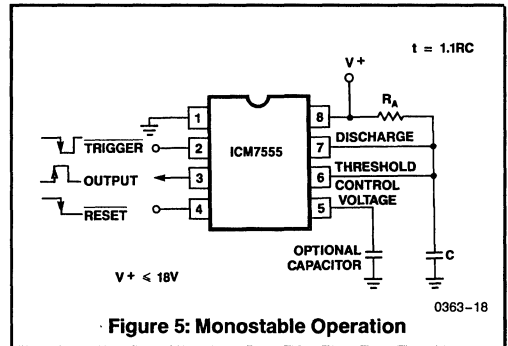 t = 1.1RC
V+
RA
1
8
DISCHARGE
TRIGGER
2
ICM7555
7
THRESHOLD
OUTPUT
3
6
CONTROL
VOLTAGE
RESET
4
5
OPTIONAL
CAPACITOR
C
V+ ⩽ 18V
0363-18
Figure 5: Monostable Operation